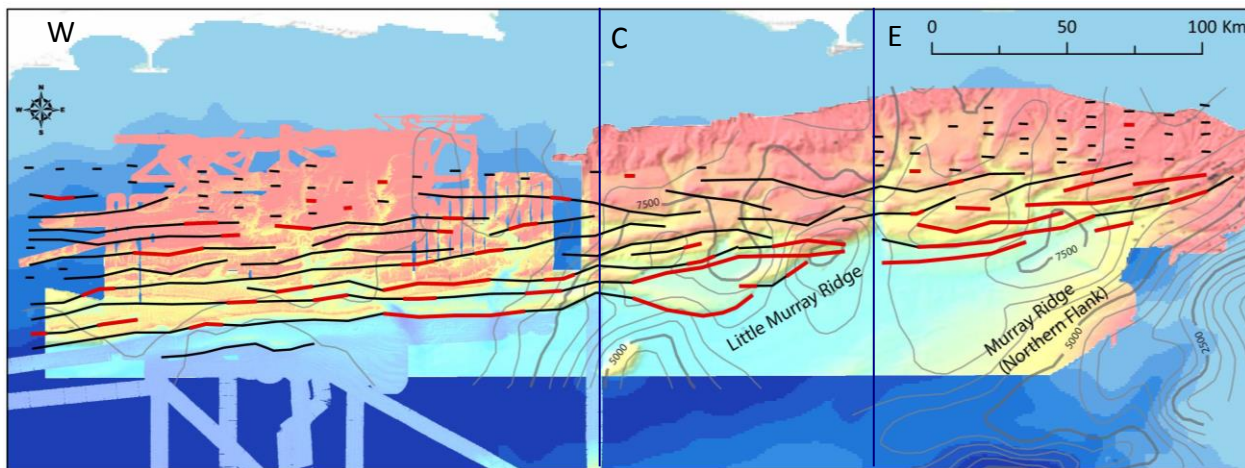 W
C
E
0 50 100 Km
N
W E
S
7500
7500
Little Murray Ridge
Murray Ridge
(Northern Flank)
5000
5000
2500